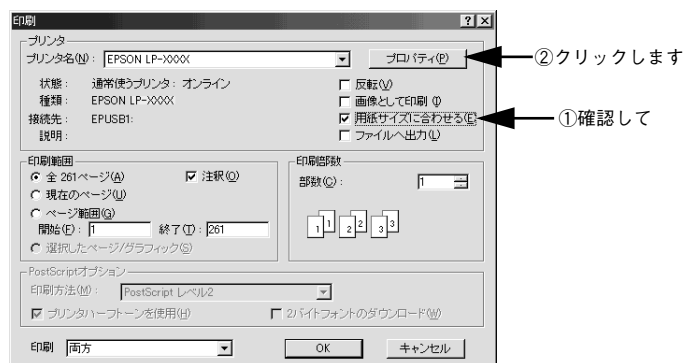 印刷
プリンタ
プリンタ名(N): EPSON LP-XXXX プロパティ(P) ②クリックします
状態: 通常使うプリンタ: オンライン 反転(V)
種類: EPSON LP-XXXX 画像として印刷(I)
接続先: EPUSB1: 用紙サイズに合わせる(E) ①確認して
説明: ファイルへ出力(L)
印刷範囲 印刷部数
全 261ページ(A) 注釈(O) 部数(C): 1
現在のページ(U)
ページ範囲(G)
開始(F): 1 終了(T): 261
1 1 2 2 3 3
選択したページ/グラフィック(S)
PostScriptオプション
印刷方法(M): PostScript レベル2
プリンタハーフトーンを使用(H) 2バイトフォントのダウンロード(W)
印刷 両方 OK キャンセル